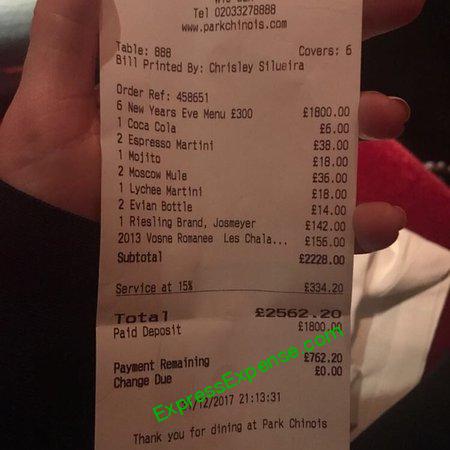 Tel 02033278888
www.parkchinois.com
Table: 888 Covers: 6
Bill Printed By: Chrisley Silueira
Order Ref: 458651
6 New Years Eve Menu £300 £1800.00
1 Coca Cola £6.00
2 Espresso Martini £38.00
1 Mojito £18.00
2 Moscow Mule £36.00
1 Lychee Martini £18.00
2 Evian Bottle £14.00
1 Riesling Brand, Josmeyer £142.00
2013 Vosne Romanee Les Chala... £156.00
Subtotal £2228.00
Service at 15% £334.20
Total £2562.20
Paid Deposit £1800.00
Payment Remaining £762.20
Change Due £0.00
ExpressExpense.com
/12/2017 21:13:31
Thank you for dining at Park Chinois